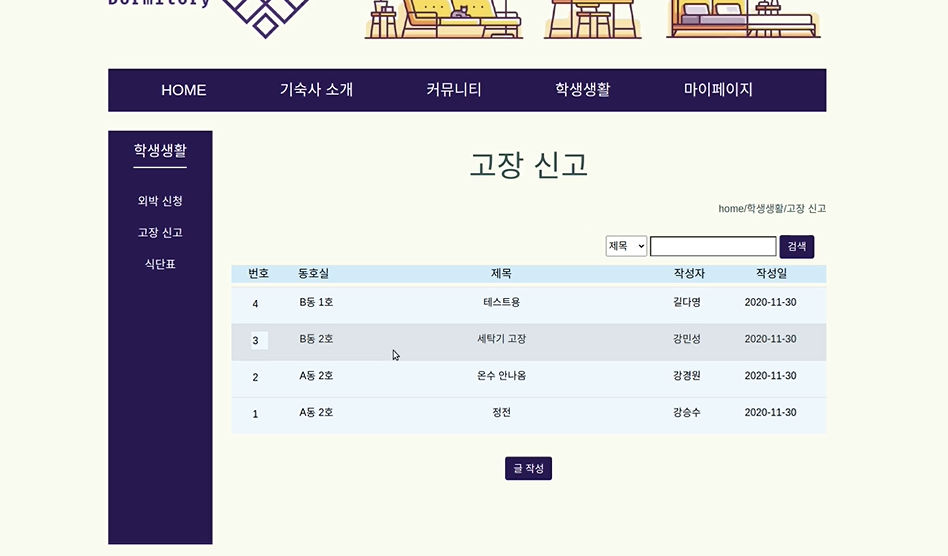 Dormitory
HOME 기숙사 소개 커뮤니티 학생생활 마이페이지
학생생활
외박 신청
고장 신고
식단표
고장 신고
home/학생생활/고장 신고
제목 검색
번호 동호실 제목 작성자 작성일
4 B동 1호 테스트용 길다영 2020-11-30
3 B동 2호 세탁기 고장 강민성 2020-11-30
2 A동 2호 온수 안나옴 강경원 2020-11-30
1 A동 2호 정전 강승수 2020-11-30
글 작성